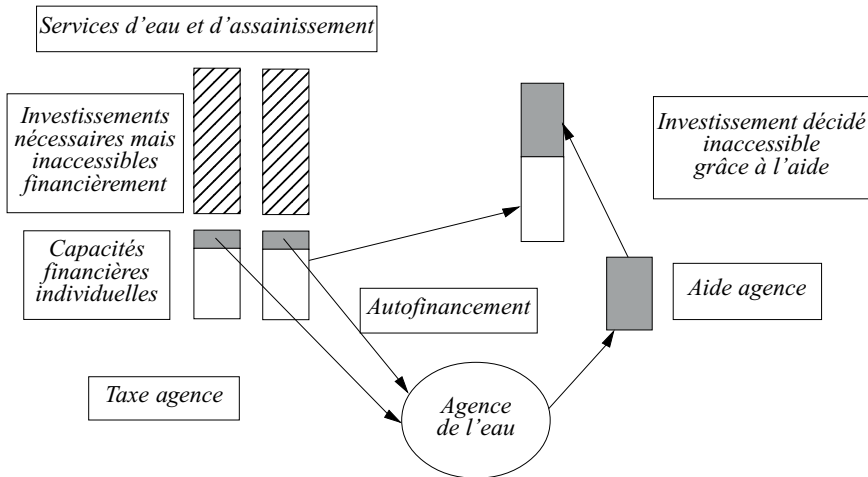 Services d'eau et d'assainissement
Investissements
nécessaires mais
inaccessibles
financièrement
Investissement décidé
inaccessible
grâce à l'aide
Capacités
financières
individuelles
Autofinancement
Aide agence
Taxe agence
Agence
de l'eau